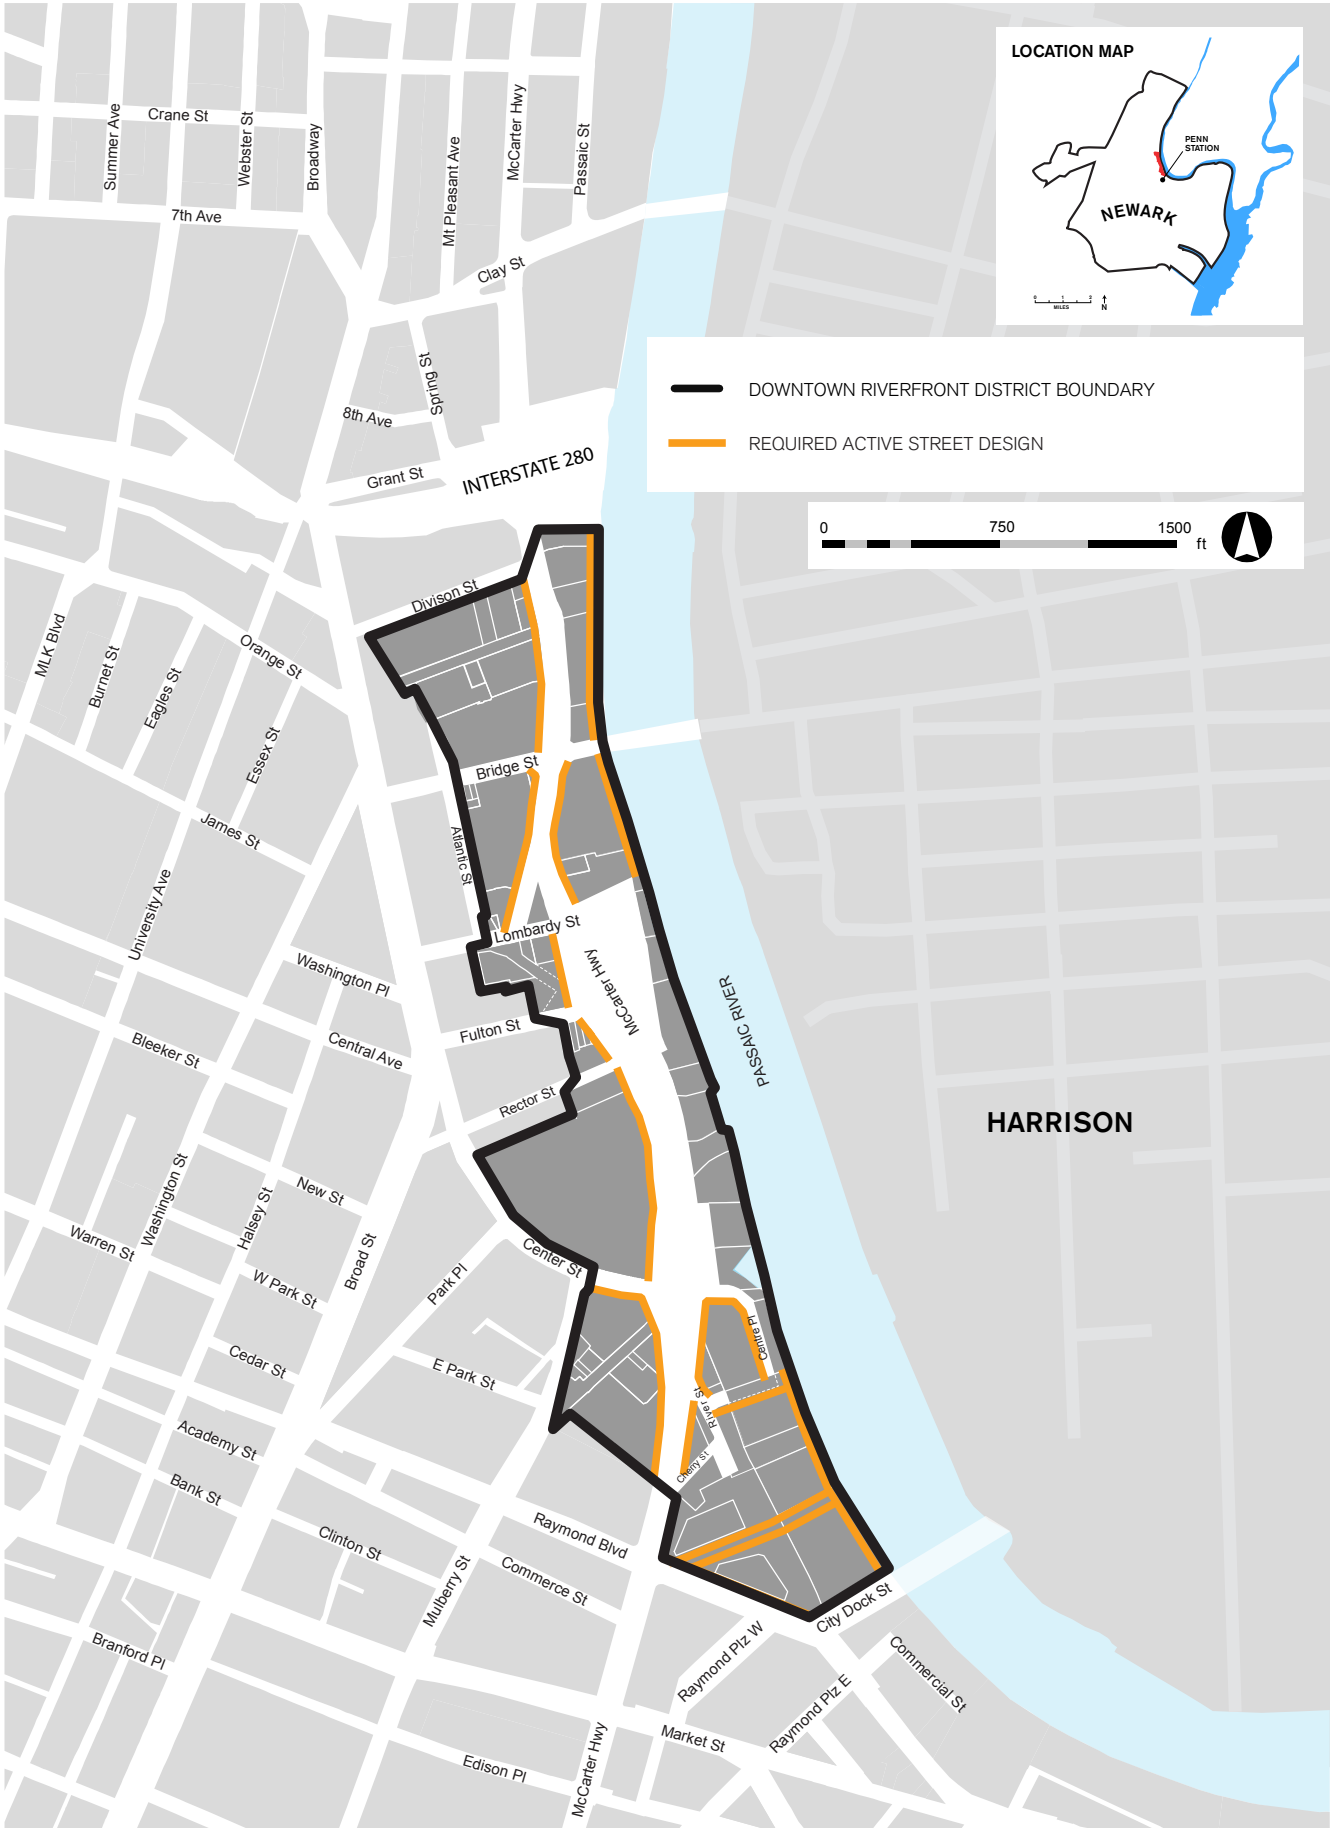 LOCATION MAP
PENN
STATION
NEWARK
0 1 2
MILES
N
DOWNTOWN RIVERFRONT DISTRICT BOUNDARY
REQUIRED ACTIVE STREET DESIGN
0 750 1500
ft
Crane St
Summer Ave
Webster St
Broadway
Mt Pleasant Ave
McCarter Hwy
Passaic St
7th Ave
Clay St
Spring St
8th Ave
Grant St
INTERSTATE 280
Divison St
MLK Blvd
Burnet St
Eagles St
Orange St
Essex St
Bridge St
James St
Atlantic St
University Ave
Lombardy St
Washington Pl
McCarter Hwy
PASSAIC RIVER
Fulton St
Central Ave
Bleeker St
Rector St
HARRISON
Washington St
New St
Halsey St
Warren St
Broad St
Center St
W Park St
Park Pl
Centre Pl
Cedar St
E Park St
River St
Academy St
Cherry St
Bank St
Raymond Blvd
Clinton St
Commerce St
Mulberry St
City Dock St
Branford Pl
Raymond Plz W
Commercial St
Raymond Plz E
Market St
Edison Pl
McCarter Hwy